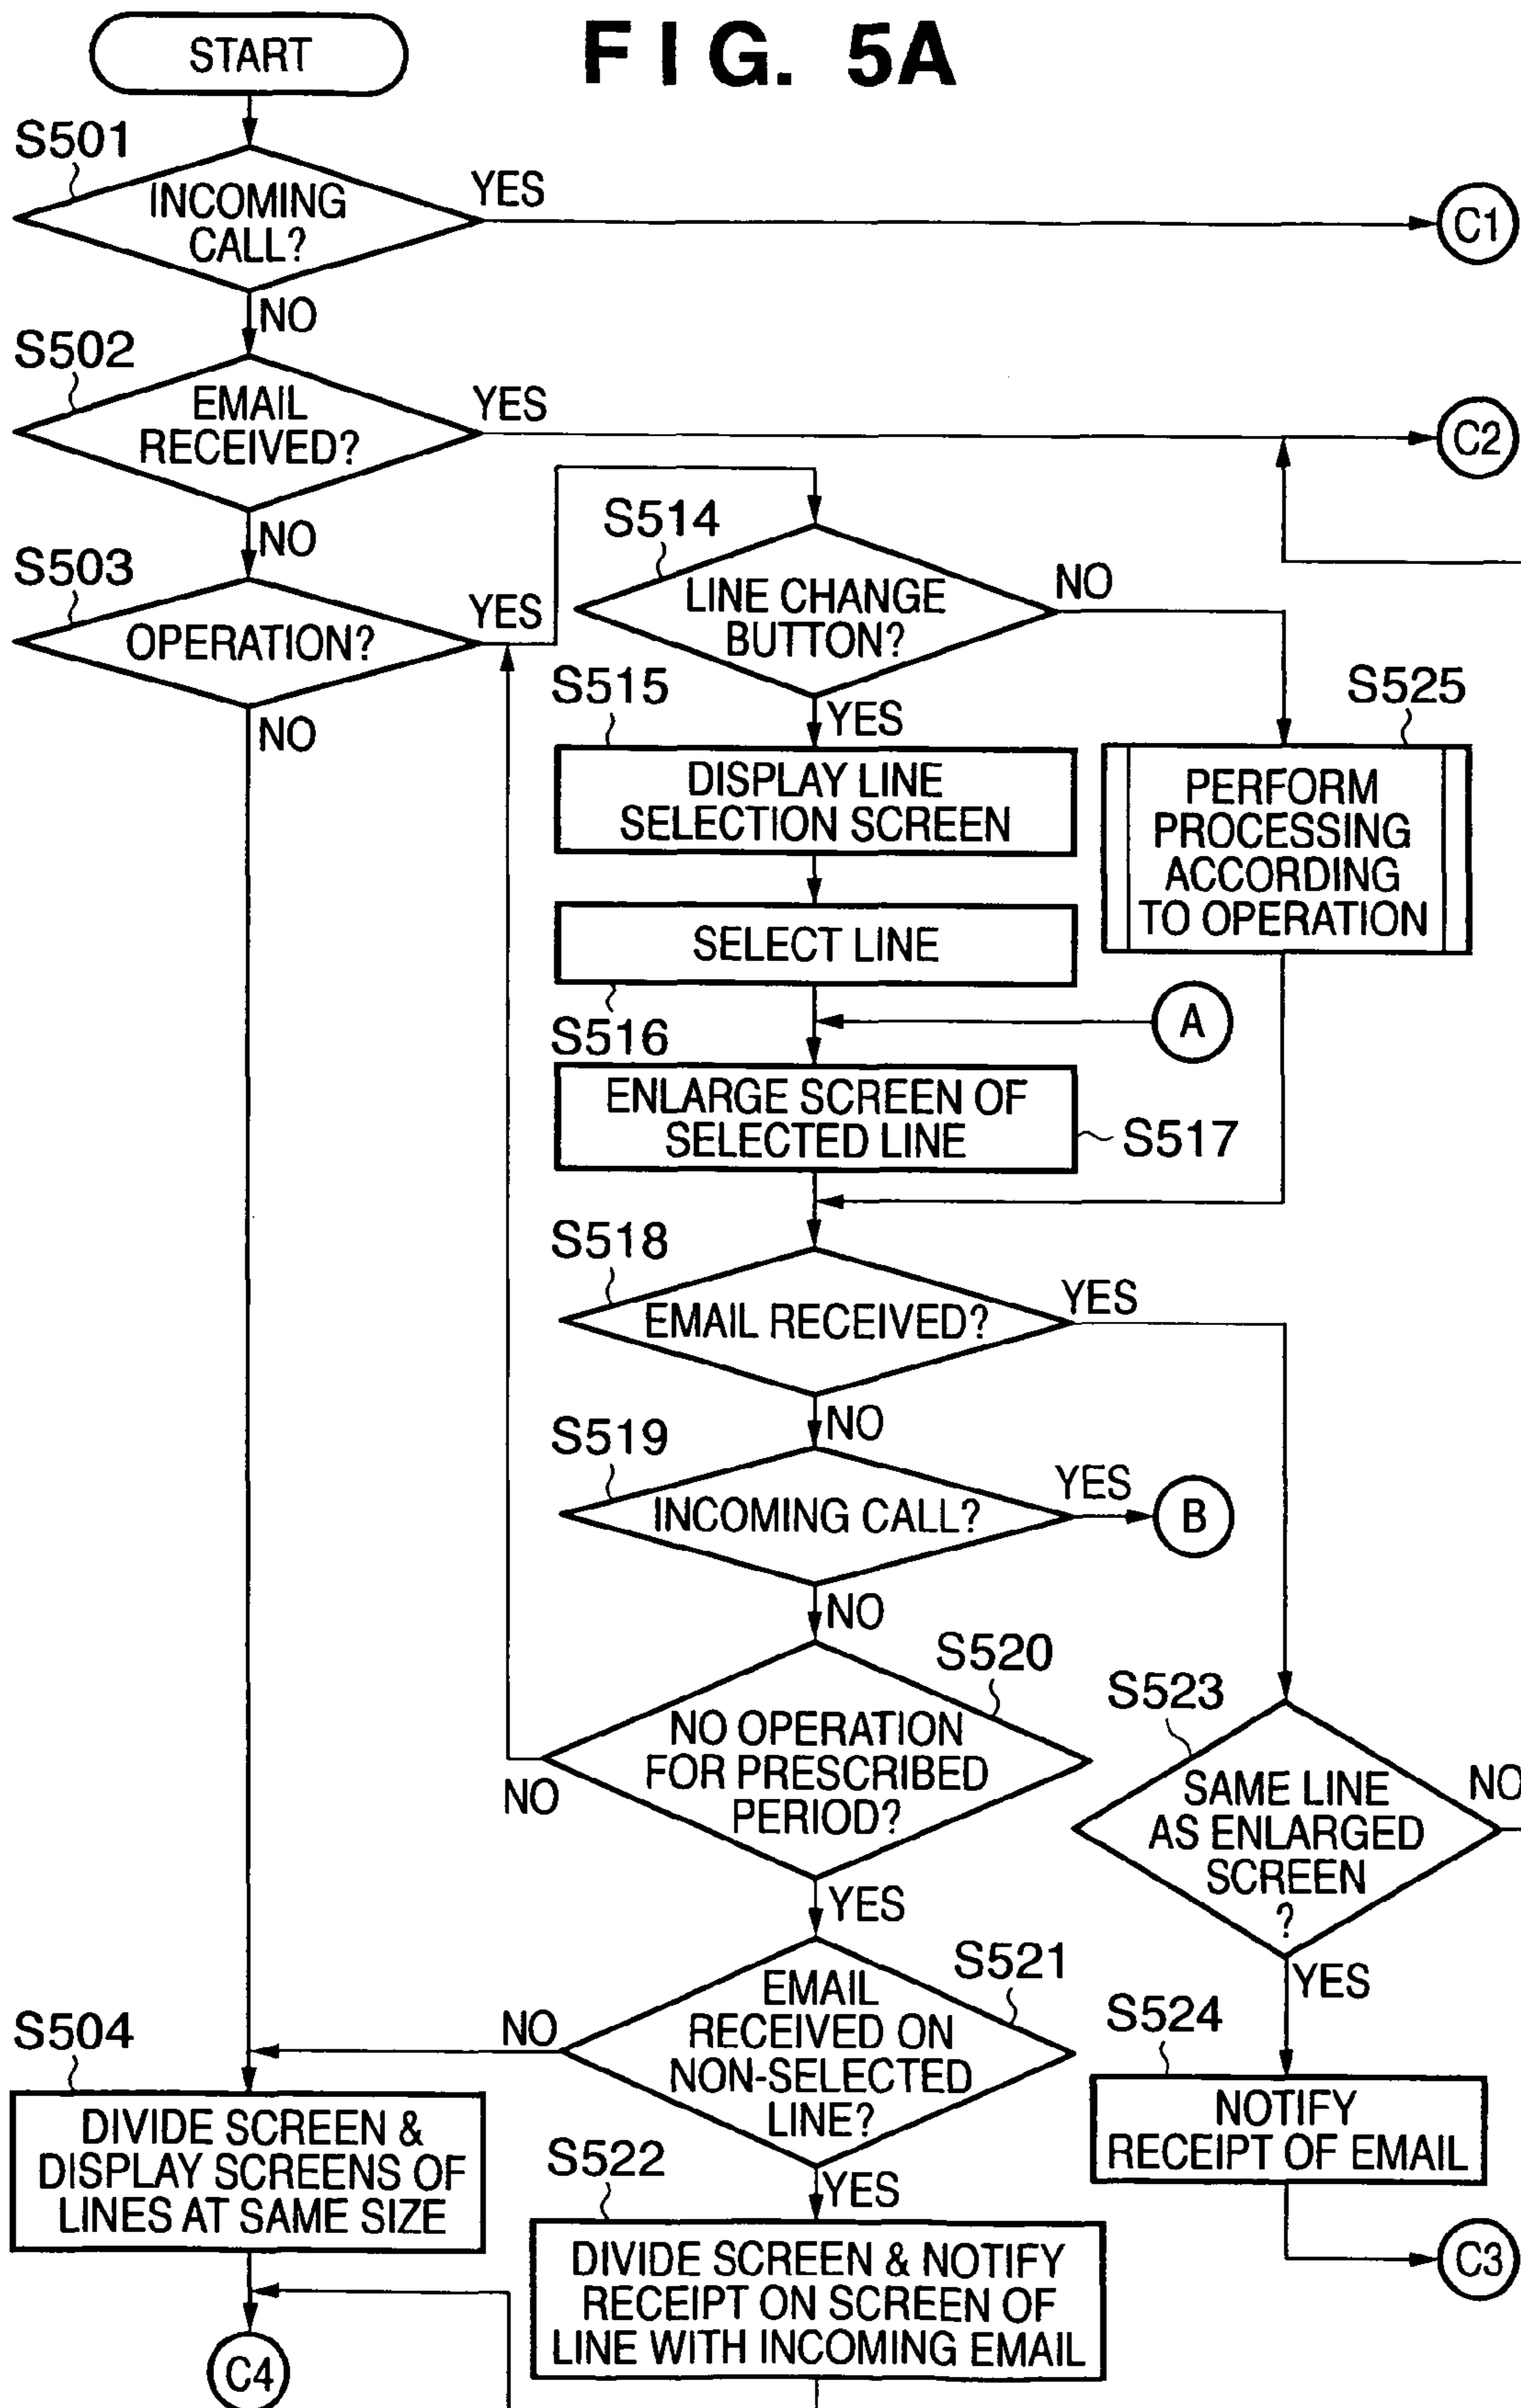 FIG. 5A
START
S501
INCOMING
CALL?
YES
C1
NO
S502
EMAIL
RECEIVED?
YES
C2
NO
S503
OPERATION?
YES
NO
S514
LINE CHANGE
BUTTON?
NO
YES
S515
DISPLAY LINE
SELECTION SCREEN
S525
PERFORM
PROCESSING
ACCORDING
TO OPERATION
SELECT LINE
S516
A
ENLARGE SCREEN OF
SELECTED LINE
S517
S518
EMAIL RECEIVED?
YES
NO
S519
INCOMING CALL?
YES
B
NO
S520
NO OPERATION
FOR PRESCRIBED
PERIOD?
NO
YES
S523
SAME LINE
AS ENLARGED
SCREEN
?
NO
YES
S521
EMAIL
RECEIVED ON
NON-SELECTED
LINE?
NO
YES
S524
NOTIFY
RECEIPT OF EMAIL
C3
S504
DIVIDE SCREEN &
DISPLAY SCREENS OF
LINES AT SAME SIZE
S522
DIVIDE SCREEN & NOTIFY
RECEIPT ON SCREEN OF
LINE WITH INCOMING EMAIL
C4